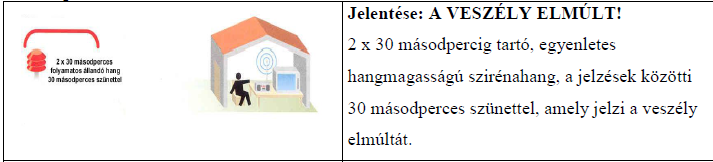 2 x 30 másodperces
folyamatos állandó hang
30 másodperces szünettel
Jelentése: A VESZÉLY ELMÚLT!
2 x 30 másodpercig tartó, egyenletes
hangmagasságú szirénahang, a jelzések közötti
30 másodperces szünettel, amely jelzi a veszély
elmúltát.